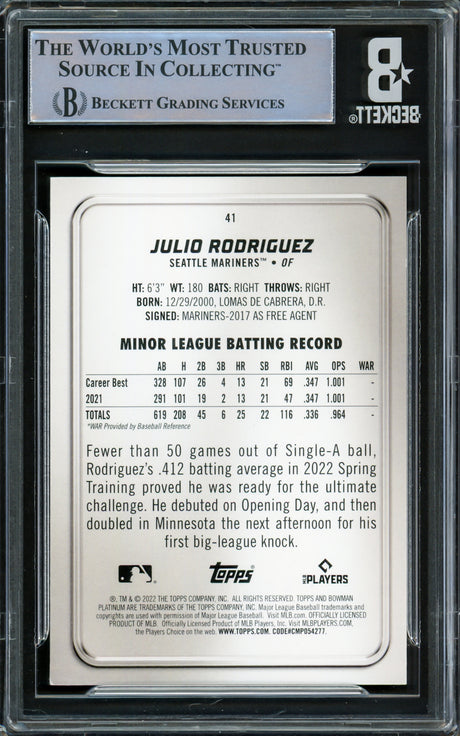 THE WORLD'S MOST TRUSTED
SOURCE IN COLLECTING™
B BECKETT GRADING SERVICES
B
BECKETT®
41
JULIO RODRIGUEZ
SEATTLE MARINERS™ • OF
HT: 6'3" WT: 180 BATS: RIGHT THROWS: RIGHT
BORN: 12/29/2000, LOMAS DE CABRERA, D.R.
SIGNED: MARINERS-2017 AS FREE AGENT
MINOR LEAGUE BATTING RECORD
AB H 2B 3B HR SB RBI AVG OPS WAR
Career Best 328 107 26 4 13 21 69 .347 1.001 -
2021 291 101 19 2 13 21 47 .347 1.001 -
TOTALS 619 208 45 6 25 22 116 .336 .964 -
*WAR Provided by Baseball Reference
Fewer than 50 games out of Single-A ball,
Rodriguez's .412 batting average in 2022 Spring
Training proved he was ready for the ultimate
challenge. He debuted on Opening Day, and then
doubled in Minnesota the next afternoon for his
first big-league knock.
Topps
MLB PLAYERS
®, TM & © 2022 THE TOPPS COMPANY, INC. ALL RIGHTS RESERVED. TOPPS AND BOWMAN
PLATINUM ARE TRADEMARKS OF THE TOPPS COMPANY, INC. Major League Baseball trademarks and
copyrights are used with permission of Major League Baseball. Visit MLB.com. OFFICIALLY LICENSED
PRODUCT OF MLB. Officially Licensed Product of MLB Players, Inc. Visit MLBPLAYERS.COM,
the Players Choice on the web. WWW.TOPPS.COM. CODE#CMP054277.